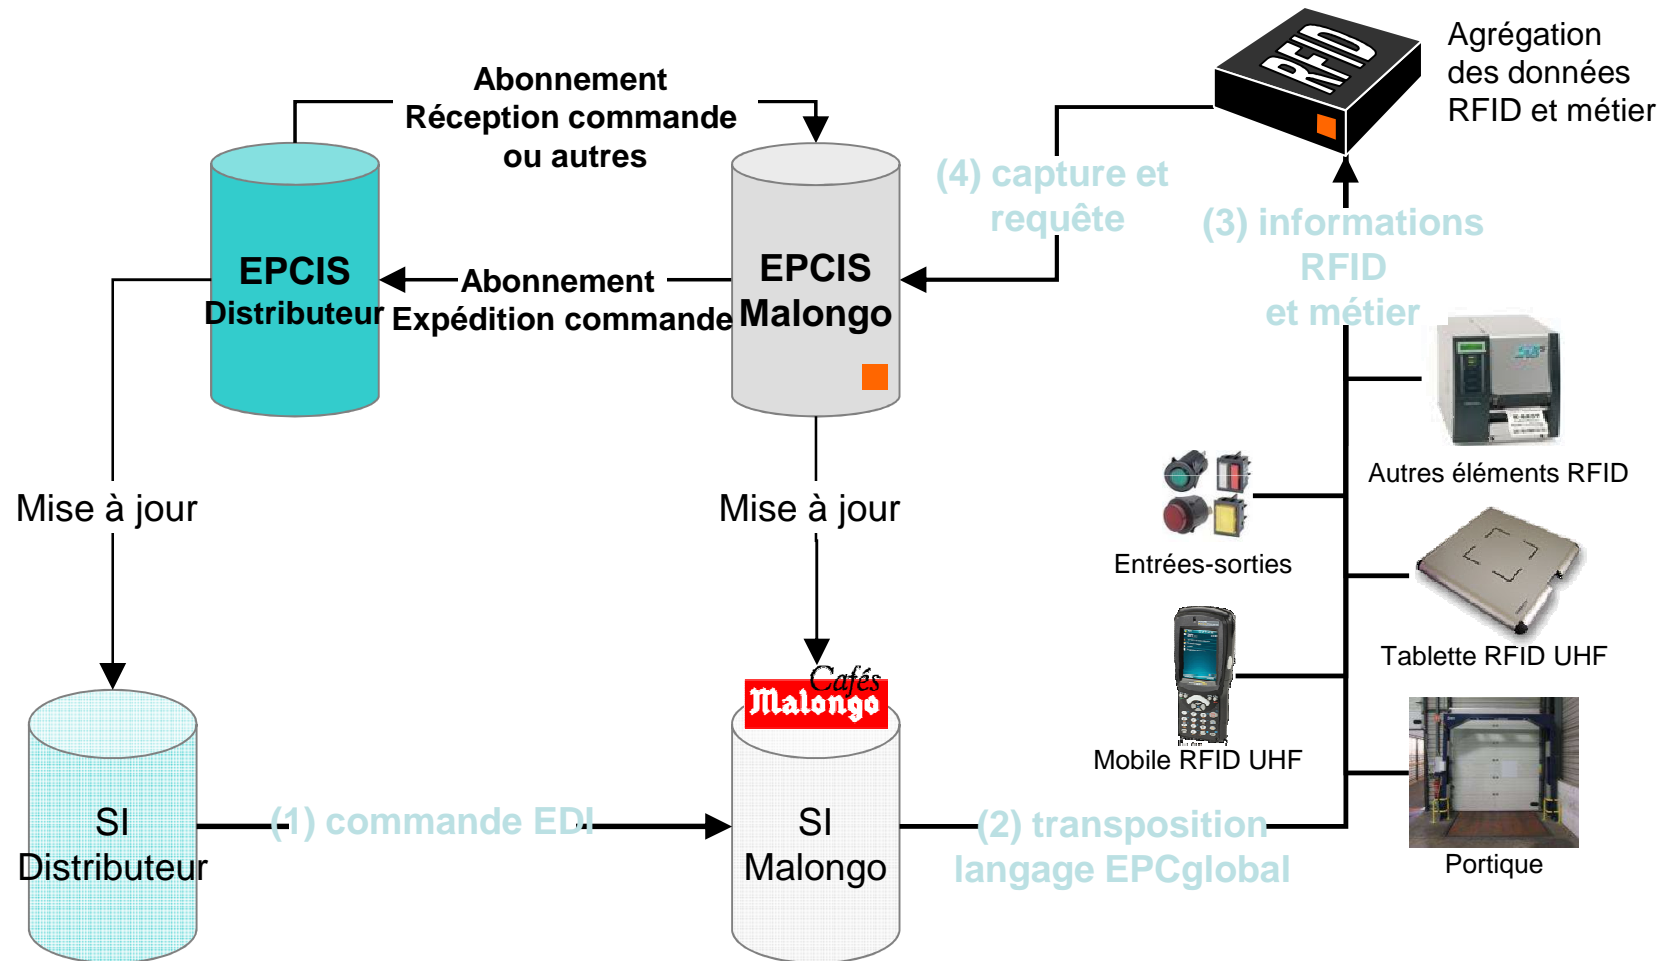 Abonnement
Réception commande
ou autres
RFID
Agrégation
des données
RFID et métier
(4) capture et
requête
(3) informations
RFID
et métier
EPCIS
Distributeur
Abonnement
Expédition commande
EPCIS
Malongo
Autres éléments RFID
Mise à jour
Mise à jour
Entrées-sorties
Tablette RFID UHF
Cafés
Malongo
Mobile RFID UHF
Portique
SI
Distributeur
(1) commande EDI
SI
Malongo
(2) transposition
langage EPCglobal